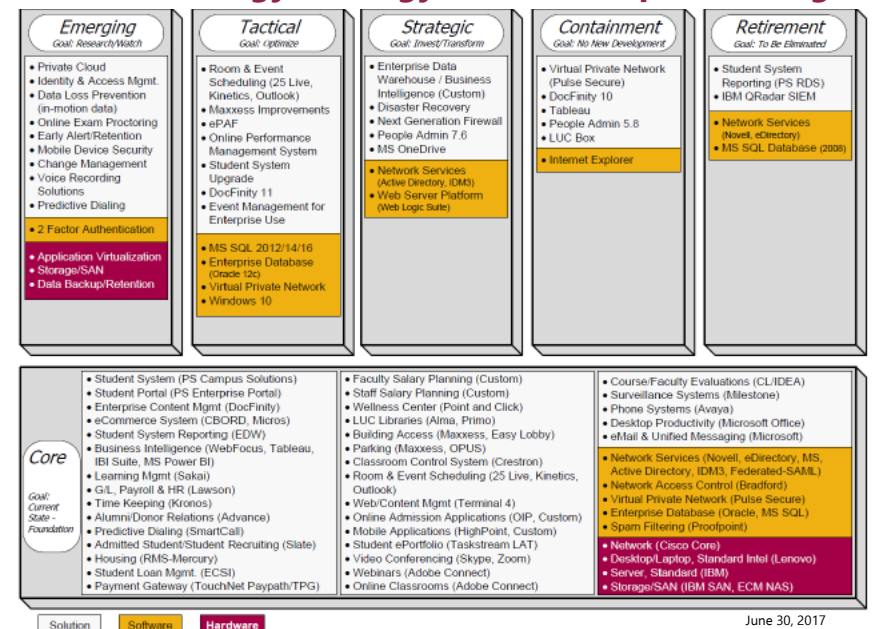 Emerging
Goal: Research/Watch
• Private Cloud
• Identity & Access Mgmt.
• Data Loss Prevention
(in-motion data)
• Online Exam Proctoring
• Early Alert/Retention
• Mobile Device Security
• Change Management
• Voice Recording
Solutions
• Predictive Dialing
• 2 Factor Authentication
• Application Virtualization
• Storage/SAN
• Data Backup/Retention
Tactical
Goal: Optimize
• Room & Event
Scheduling (25 Live,
Kinetics, Outlook)
• Maxxess Improvements
• ePAF
• Online Performance
Management System
• Student System
Upgrade
• DocFinity 11
• Event Management for
Enterprise Use
• MS SQL 2012/14/16
• Enterprise Database
(Oracle 12c)
• Virtual Private Network
• Windows 10
Strategic
Goal: Invest/Transform
• Enterprise Data
Warehouse / Business
Intelligence (Custom)
• Disaster Recovery
• Next Generation Firewall
• People Admin 7.6
• MS OneDrive
• Network Services
(Active Directory, IDM3)
• Web Server Platform
(Web Logic Suite)
Containment
Goal: No New Development
• Virtual Private Network
(Pulse Secure)
• DocFinity 10
• Tableau
• People Admin 5.8
• LUC Box
• Internet Explorer
Retirement
Goal: To Be Eliminated
• Student System
Reporting (PS RDS)
• IBM QRadar SIEM
• Network Services
(Novell, eDirectory)
• MS SQL Database (2008)
Core
Goal:
Current
State -
Foundation
• Student System (PS Campus Solutions)
• Student Portal (PS Enterprise Portal)
• Enterprise Content Mgmt (DocFinity)
• eCommerce System (CBORD, Micros)
• Student System Reporting (EDW)
• Business Intelligence (WebFocus, Tableau,
IBI Suite, MS Power BI)
• Learning Mgmt (Sakai)
• G/L, Payroll & HR (Lawson)
• Time Keeping (Kronos)
• Alumni/Donor Relations (Advance)
• Predictive Dialing (SmartCall)
• Admitted Student/Student Recruiting (Slate)
• Housing (RMS-Mercury)
• Student Loan Mgmt. (ECSI)
• Payment Gateway (TouchNet Paypath/TPG)
• Faculty Salary Planning (Custom)
• Staff Salary Planning (Custom)
• Wellness Center (Point and Click)
• LUC Libraries (Alma, Primo)
• Building Access (Maxxess, Easy Lobby)
• Parking (Maxxess, OPUS)
• Classroom Control System (Crestron)
• Room & Event Scheduling (25 Live, Kinetics,
Outlook)
• Web/Content Mgmt (Terminal 4)
• Online Admission Applications (OIP, Custom)
• Mobile Applications (HighPoint, Custom)
• Student ePortfolio (Taskstream LAT)
• Video Conferencing (Skype, Zoom)
• Webinars (Adobe Connect)
• Online Classrooms (Adobe Connect)
• Course/Faculty Evaluations (CL/IDEA)
• Surveillance Systems (Milestone)
• Phone Systems (Avaya)
• Desktop Productivity (Microsoft Office)
• eMail & Unified Messaging (Microsoft)
• Network Services (Novell, eDirectory, MS,
Active Directory, IDM3, Federated-SAML)
• Network Access Control (Bradford)
• Virtual Private Network (Pulse Secure)
• Enterprise Database (Oracle, MS SQL)
• Spam Filtering (Proofpoint)
• Network (Cisco Core)
• Desktop/Laptop, Standard Intel (Lenovo)
• Server, Standard (IBM)
• Storage/SAN (IBM SAN, ECM NAS)
Solution
Software
Hardware
June 30, 2017